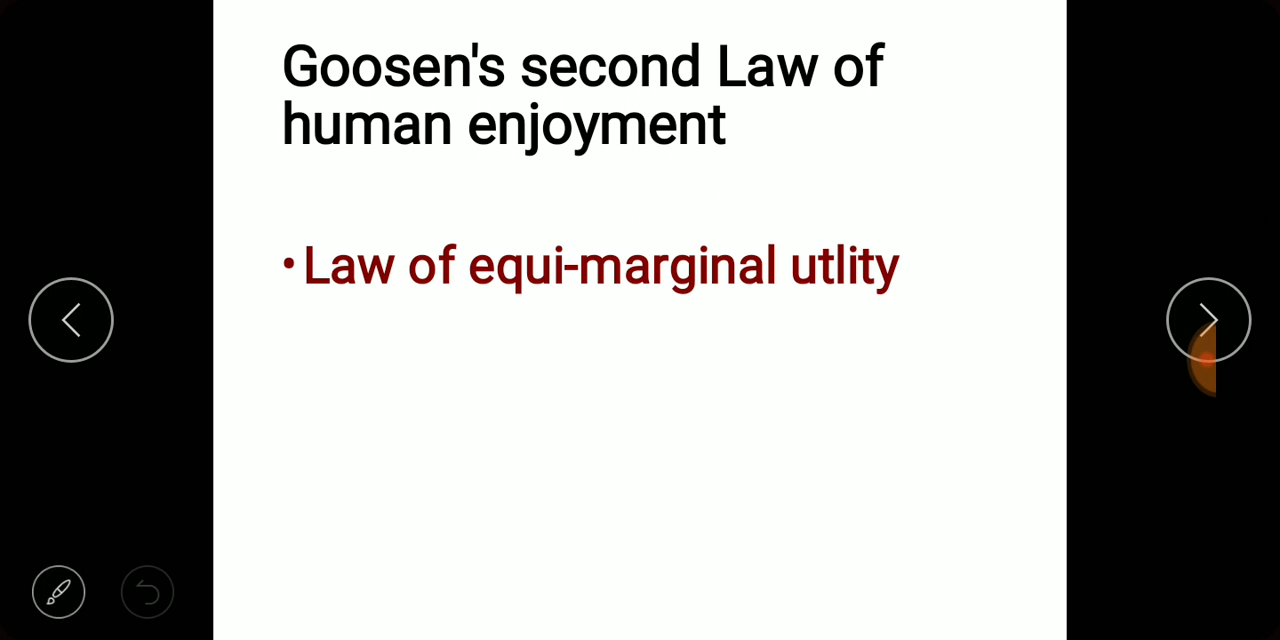 Goosen's second Law of
human enjoyment
• Law of equi-marginal utlity